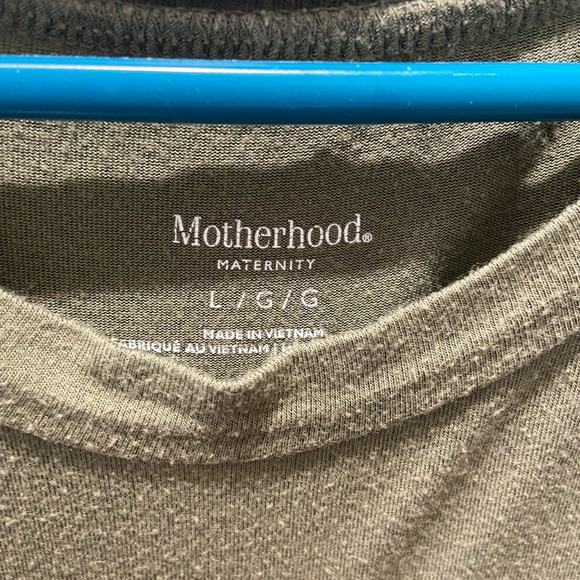 Motherhood®
MATERNITY
L / G / G
MADE IN VIETNAM
FABRIQUÉ AU VIETNAM |